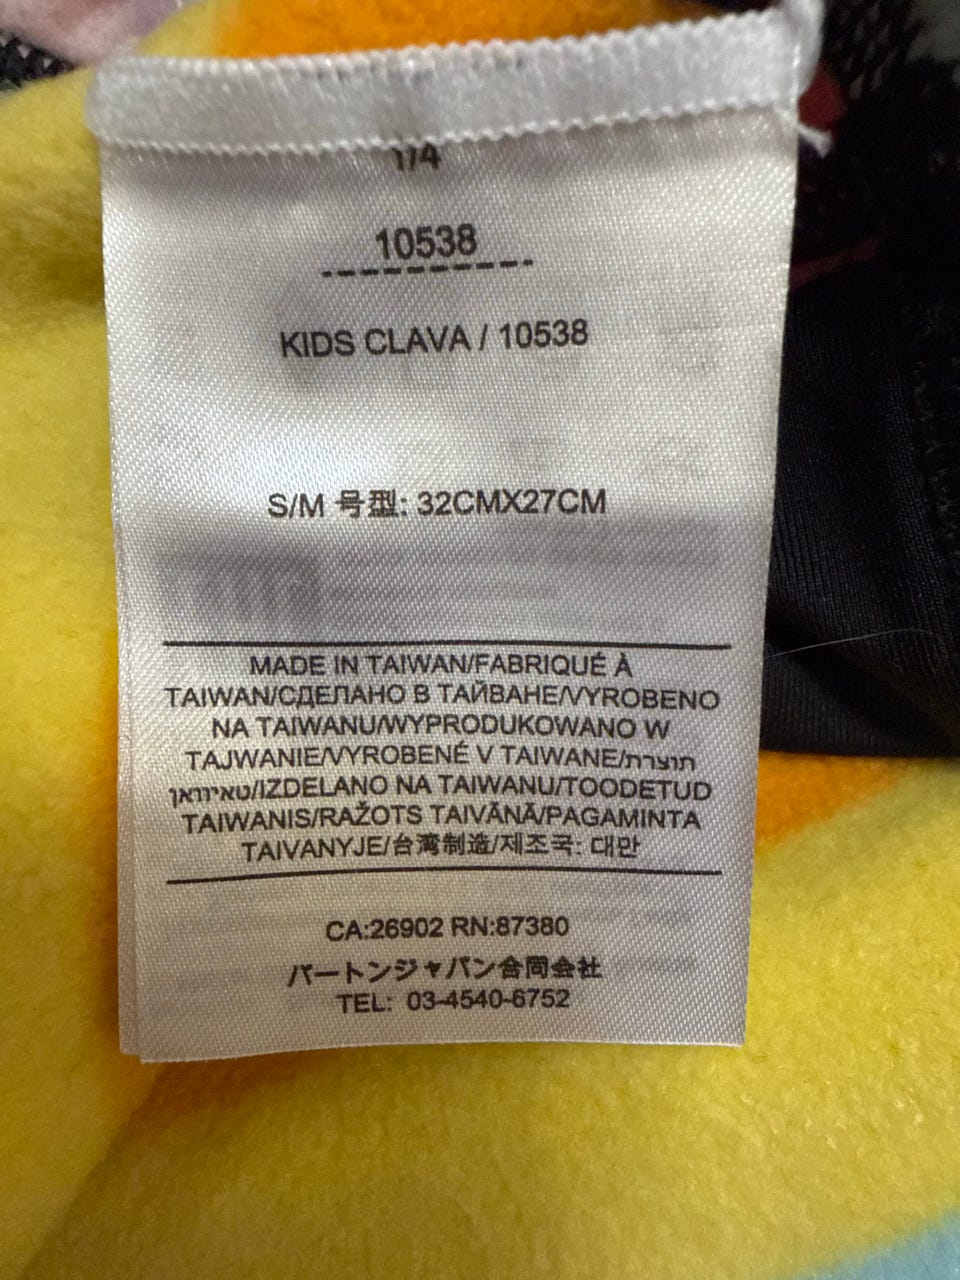 1/4
10538
KIDS CLAVA / 10538
S/M 号型: 32CMX27CM
MADE IN TAIWAN/FABRIQUÉ À
TAIWAN/СДЕЛАНО В ТАЙВАНЕ/VYROBENO
NA TAIWANU/WYPRODUKOWANO W
TAJWANIE/VYROBENÉ V TAIWANE/תוצרת
טאיוואן/IZDELANO NA TAIWANU/TOODETUD
TAIWANIS/RAŽOTS TAIVĀNĀ/PAGAMINTA
TAIVANYJE/台湾制造/제조국: 대만
CA:26902 RN:87380
バートンジャパン合同会社
TEL: 03-4540-6752